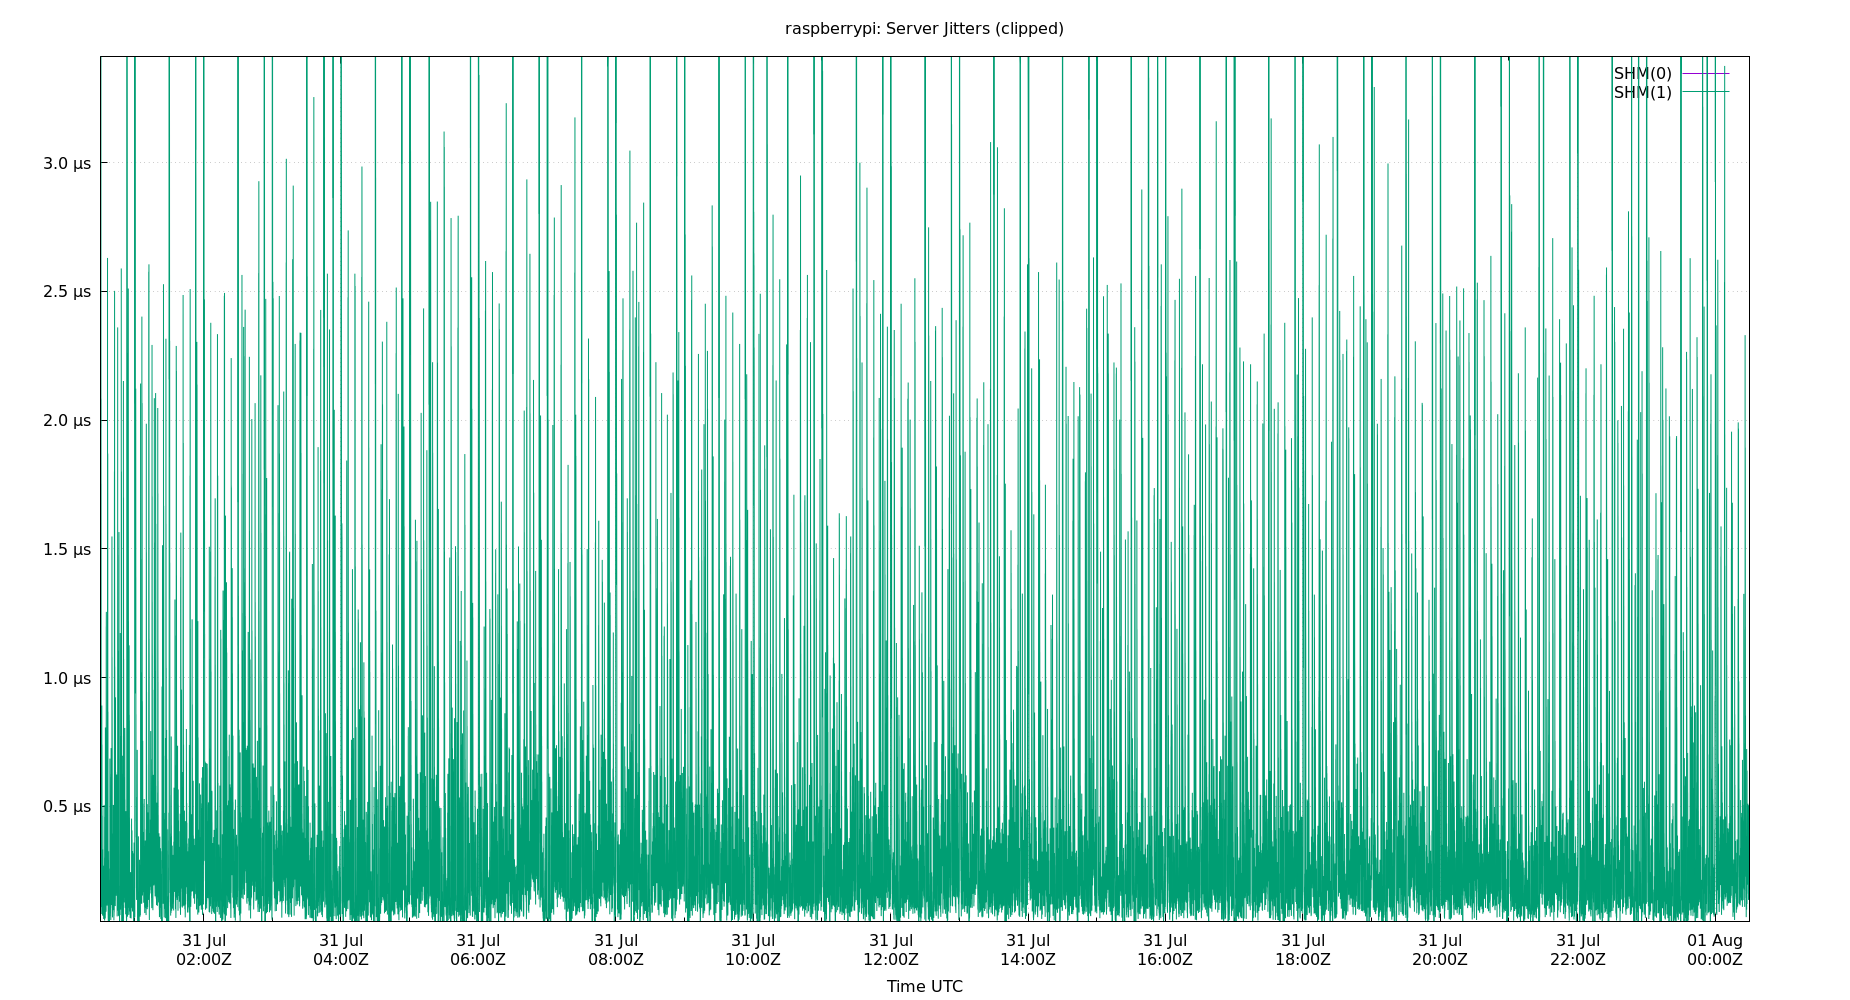 raspberrypi: Server Jitters (clipped)
SHM(0)
SHM(1)
3.0 µs
2.5 µs
2.0 µs
1.5 µs
1.0 µs
0.5 µs
31 Jul 31 Jul 31 Jul 31 Jul 31 Jul 31 Jul 31 Jul 31 Jul 31 Jul 31 Jul 31 Jul 01 Aug
02:00Z 04:00Z 06:00Z 08:00Z 10:00Z 12:00Z 14:00Z 16:00Z 18:00Z 20:00Z 22:00Z 00:00Z
Time UTC